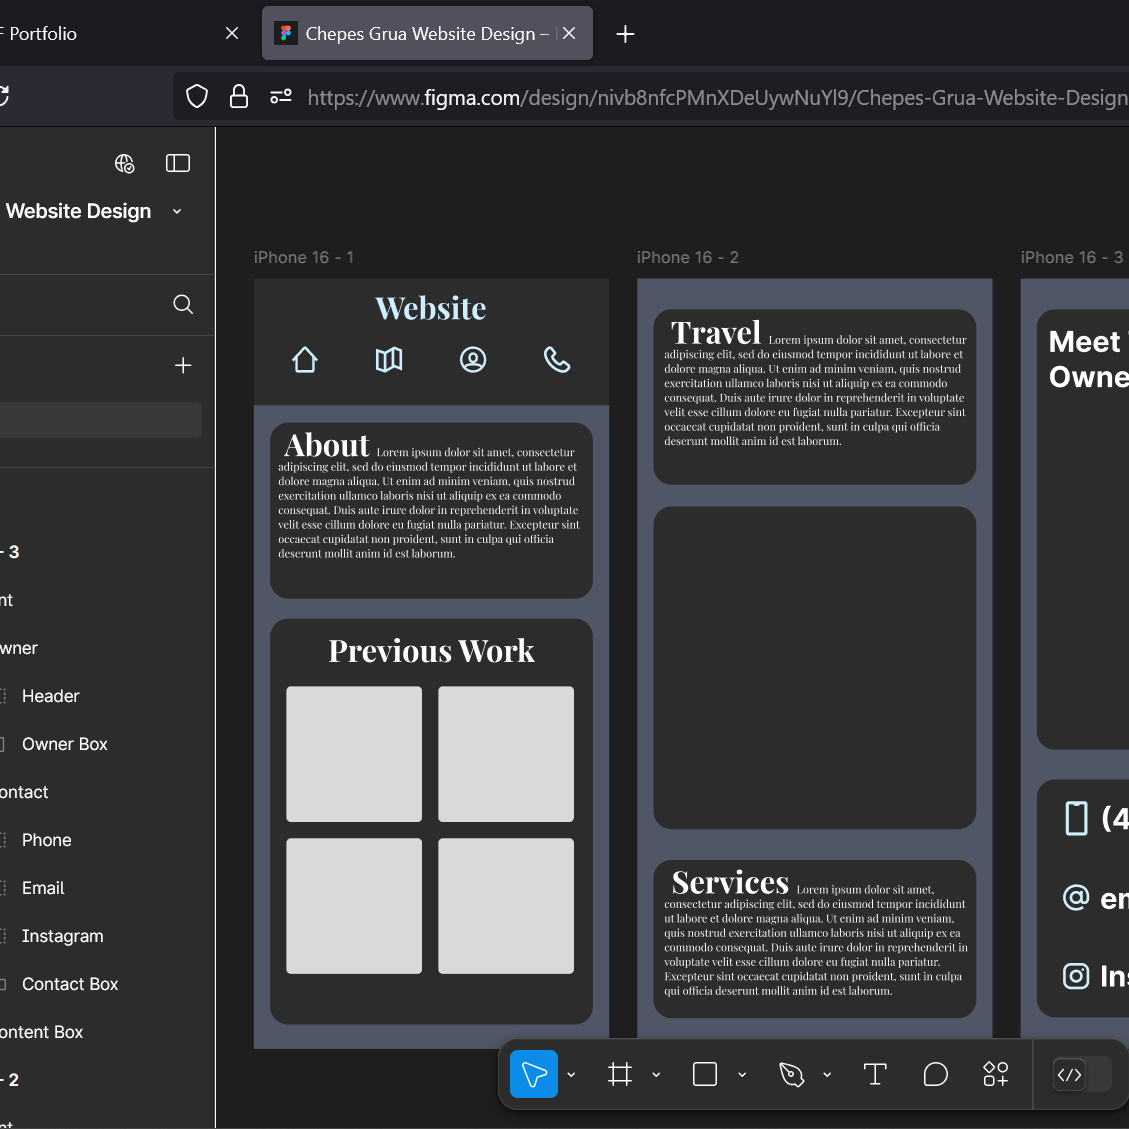 F Portfolio
Chepes Grua Website Design –
https://www.figma.com/design/nivb8nfcPMnXDeUywNuYl9/Chepes-Grua-Website-Design
Website Design
- 3
nt
wner
Header
Owner Box
ontact
Phone
Email
Instagram
Contact Box
ontent Box
- 2
iPhone 16 - 1
Website
About Lorem ipsum dolor sit amet, consectetur
adipiscing elit, sed do eiusmod tempor incididunt ut labore et
dolore magna aliqua. Ut enim ad minim veniam, quis nostrud
exercitation ullamco laboris nisi ut aliquip ex ea commodo
consequat. Duis aute irure dolor in reprehenderit in voluptate
velit esse cillum dolore eu fugiat nulla pariatur. Excepteur sint
occaecat cupidatat non proident, sunt in culpa qui officia
deserunt mollit anim id est laborum.
Previous Work
iPhone 16 - 2
Travel Lorem ipsum dolor sit amet, consectetur
adipiscing elit, sed do eiusmod tempor incididunt ut labore et
dolore magna aliqua. Ut enim ad minim veniam, quis nostrud
exercitation ullamco laboris nisi ut aliquip ex ea commodo
consequat. Duis aute irure dolor in reprehenderit in voluptate
velit esse cillum dolore eu fugiat nulla pariatur. Excepteur sint
occaecat cupidatat non proident, sunt in culpa qui officia
deserunt mollit anim id est laborum.
Services Lorem ipsum dolor sit amet,
consectetur adipiscing elit, sed do eiusmod tempor incididunt
ut labore et dolore magna aliqua. Ut enim ad minim veniam,
quis nostrud exercitation ullamco laboris nisi ut aliquip ex ea
commodo consequat. Duis aute irure dolor in reprehenderit in
voluptate velit esse cillum dolore eu fugiat nulla pariatur.
Excepteur sint occaecat cupidatat non proident, sunt in culpa
qui officia deserunt mollit anim id est laborum.
iPhone 16 - 3
Meet
Owne
(4
em
Ins